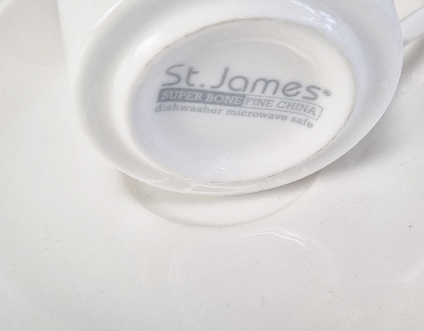 St. James®
SUPER BONE FINE CHINA
dishwasher microwave safe